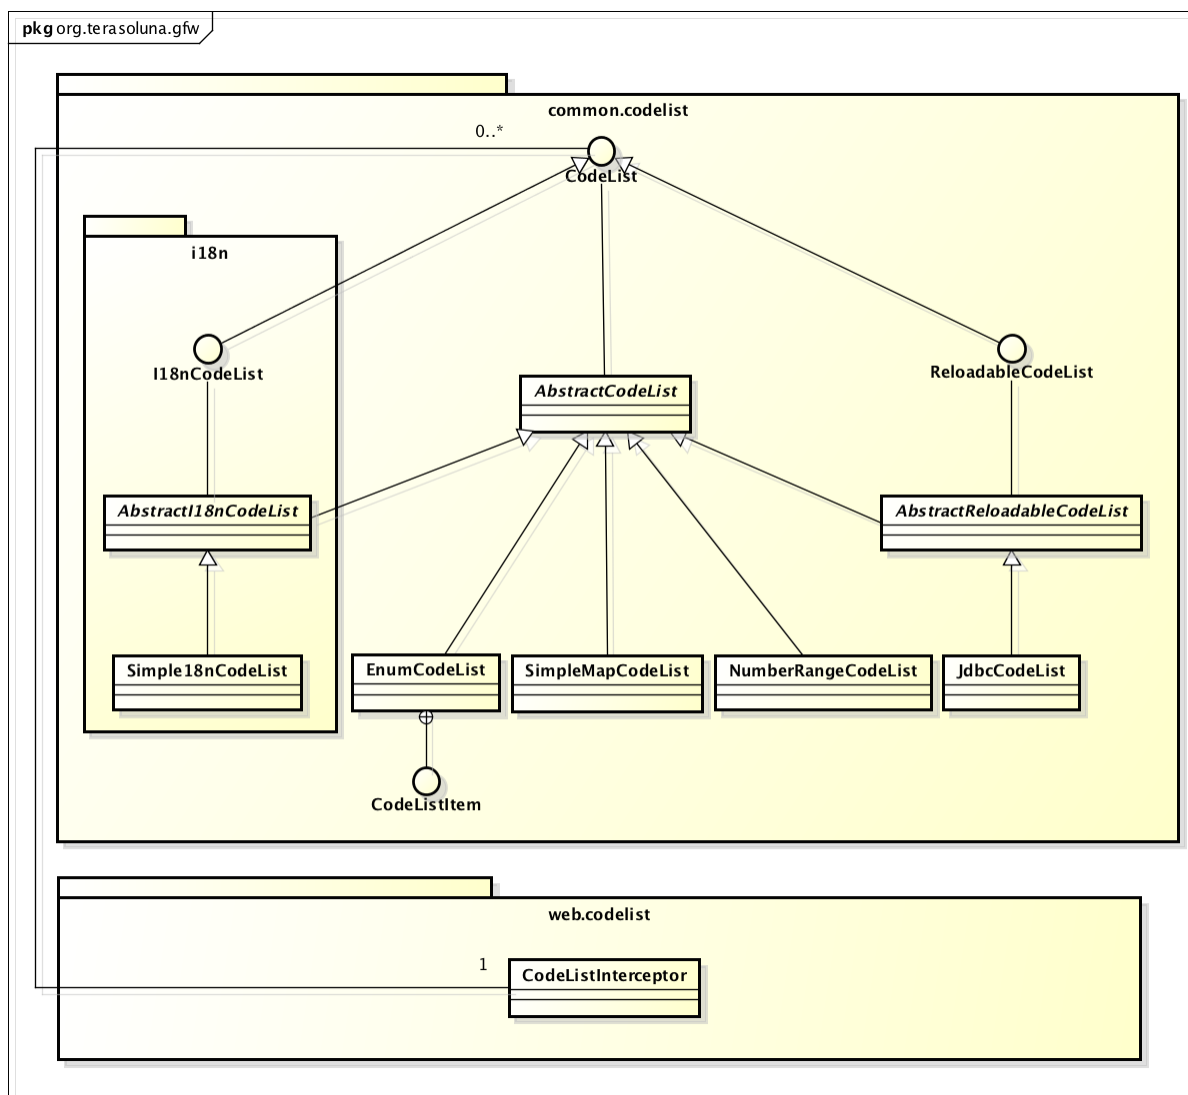 pkg org.terasoluna.gfw
common.codelist
0..*
CodeList
i18n
I18nCodeList
ReloadableCodeList
AbstractCodeList
AbstractI18nCodeList
AbstractReloadableCodeList
Simple18nCodeList
EnumCodeList
SimpleMapCodeList
NumberRangeCodeList
JdbcCodeList
CodeListItem
web.codelist
1
CodeListInterceptor